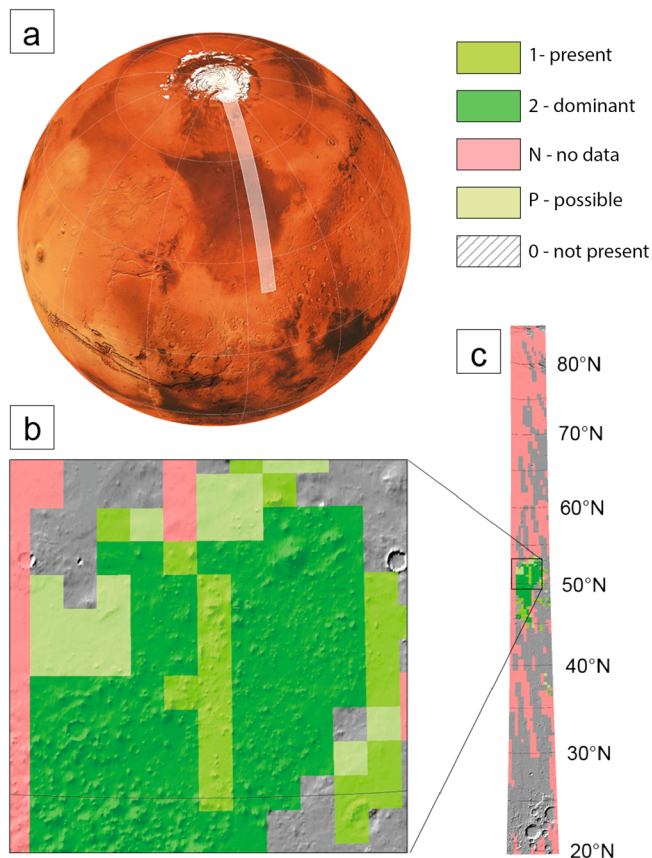 a
1 - present
2 - dominant
N - no data
P - possible
0 - not present
c
80°N
70°N
60°N
50°N
40°N
30°N
20°N
b